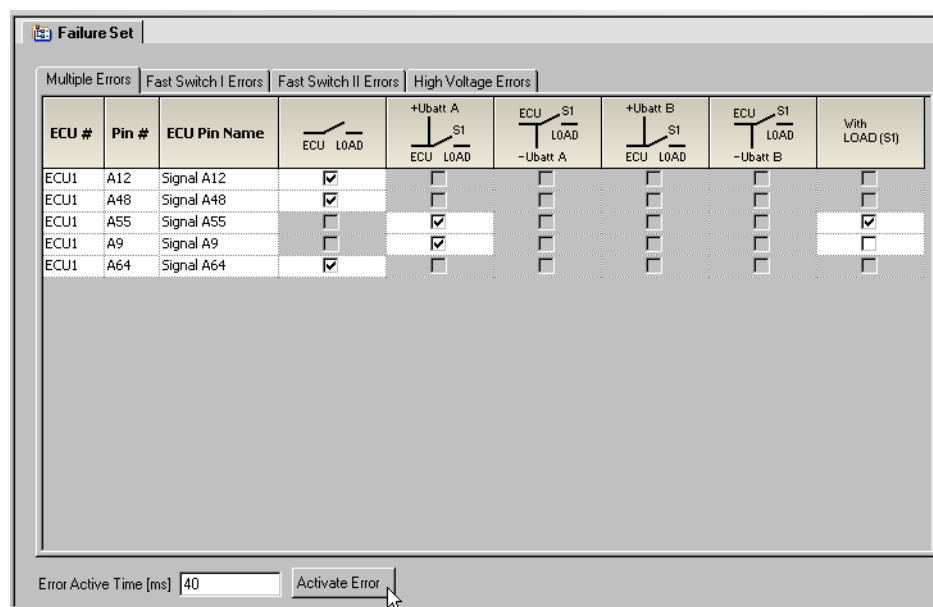 Failure Set
Multiple Errors Fast Switch I Errors Fast Switch II Errors High Voltage Errors
ECU # Pin # ECU Pin Name ECU LOAD +Ubatt A S1 ECU LOAD ECU S1 LOAD -Ubatt A +Ubatt B S1 ECU LOAD ECU S1 LOAD -Ubatt B With LOAD (S1)
ECU1 A12 Signal A12
ECU1 A48 Signal A48
ECU1 A55 Signal A55
ECU1 A9 Signal A9
ECU1 A64 Signal A64
Error Active Time [ms] 40 Activate Error